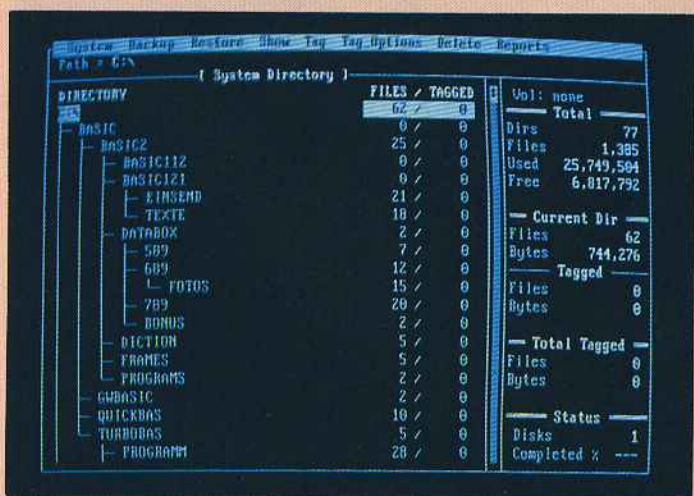 System Backup Restore Show Tag Tag Options Delete Reports
Path = C:\
[ System Directory ]
DIRECTORY FILES / TAGGED
C:\ 62 / 0
BASIC 0 / 0
BASIC2 25 / 0
BASIC112 0 / 0
BASIC121 0 / 0
EINSEND 21 / 0
TEXTE 18 / 0
DATABOX 2 / 0
589 7 / 0
689 12 / 0
FOTOS 15 / 0
789 20 / 0
BONUS 2 / 0
DICTION 5 / 0
FRAMES 5 / 0
PROGRAMS 2 / 0
GWBASIC 2 / 0
QUICKBAS 10 / 0
TURBOBAS 5 / 0
PROGRAMM 28 / 0
Vol: none
Total
Dirs 77
Files 1,385
Used 25,749,504
Free 6,817,792
Current Dir
Files 62
Bytes 744,276
Tagged
Files 0
Bytes 0
Total Tagged
Files 0
Bytes 0
Status
Disks 1
Completed % ---